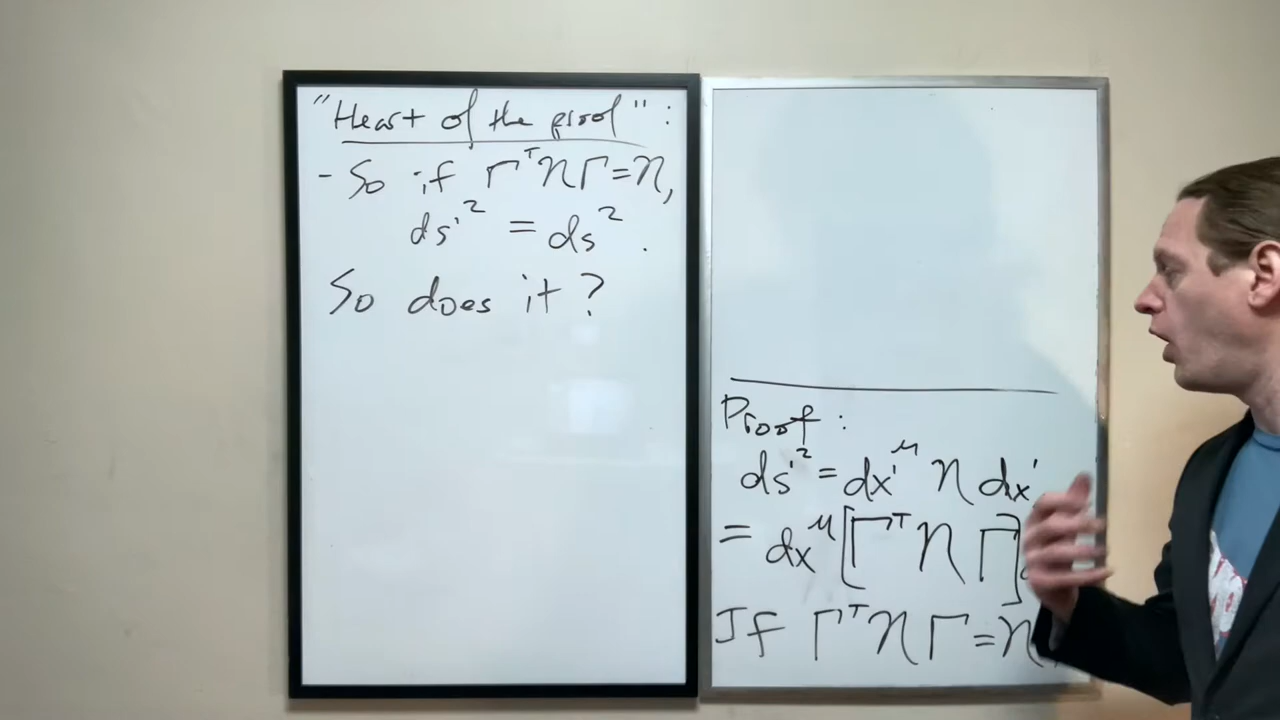 "Heart of the proof":
- So if Γᵀ η Γ = η,
ds'² = ds².
So does it?
Proof:
ds'² = dx'^μ η dx'
= dx^μ [Γᵀ η Γ]
If Γᵀ η Γ = η